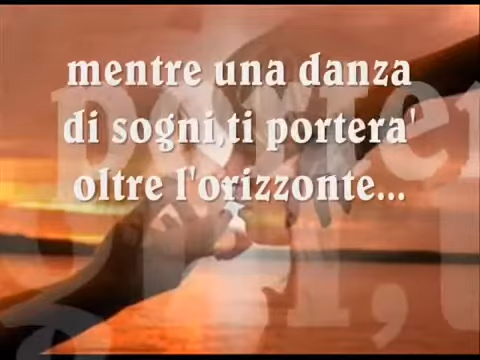 mentre una danza
di sogni,ti portera'
oltre l'orizzonte...